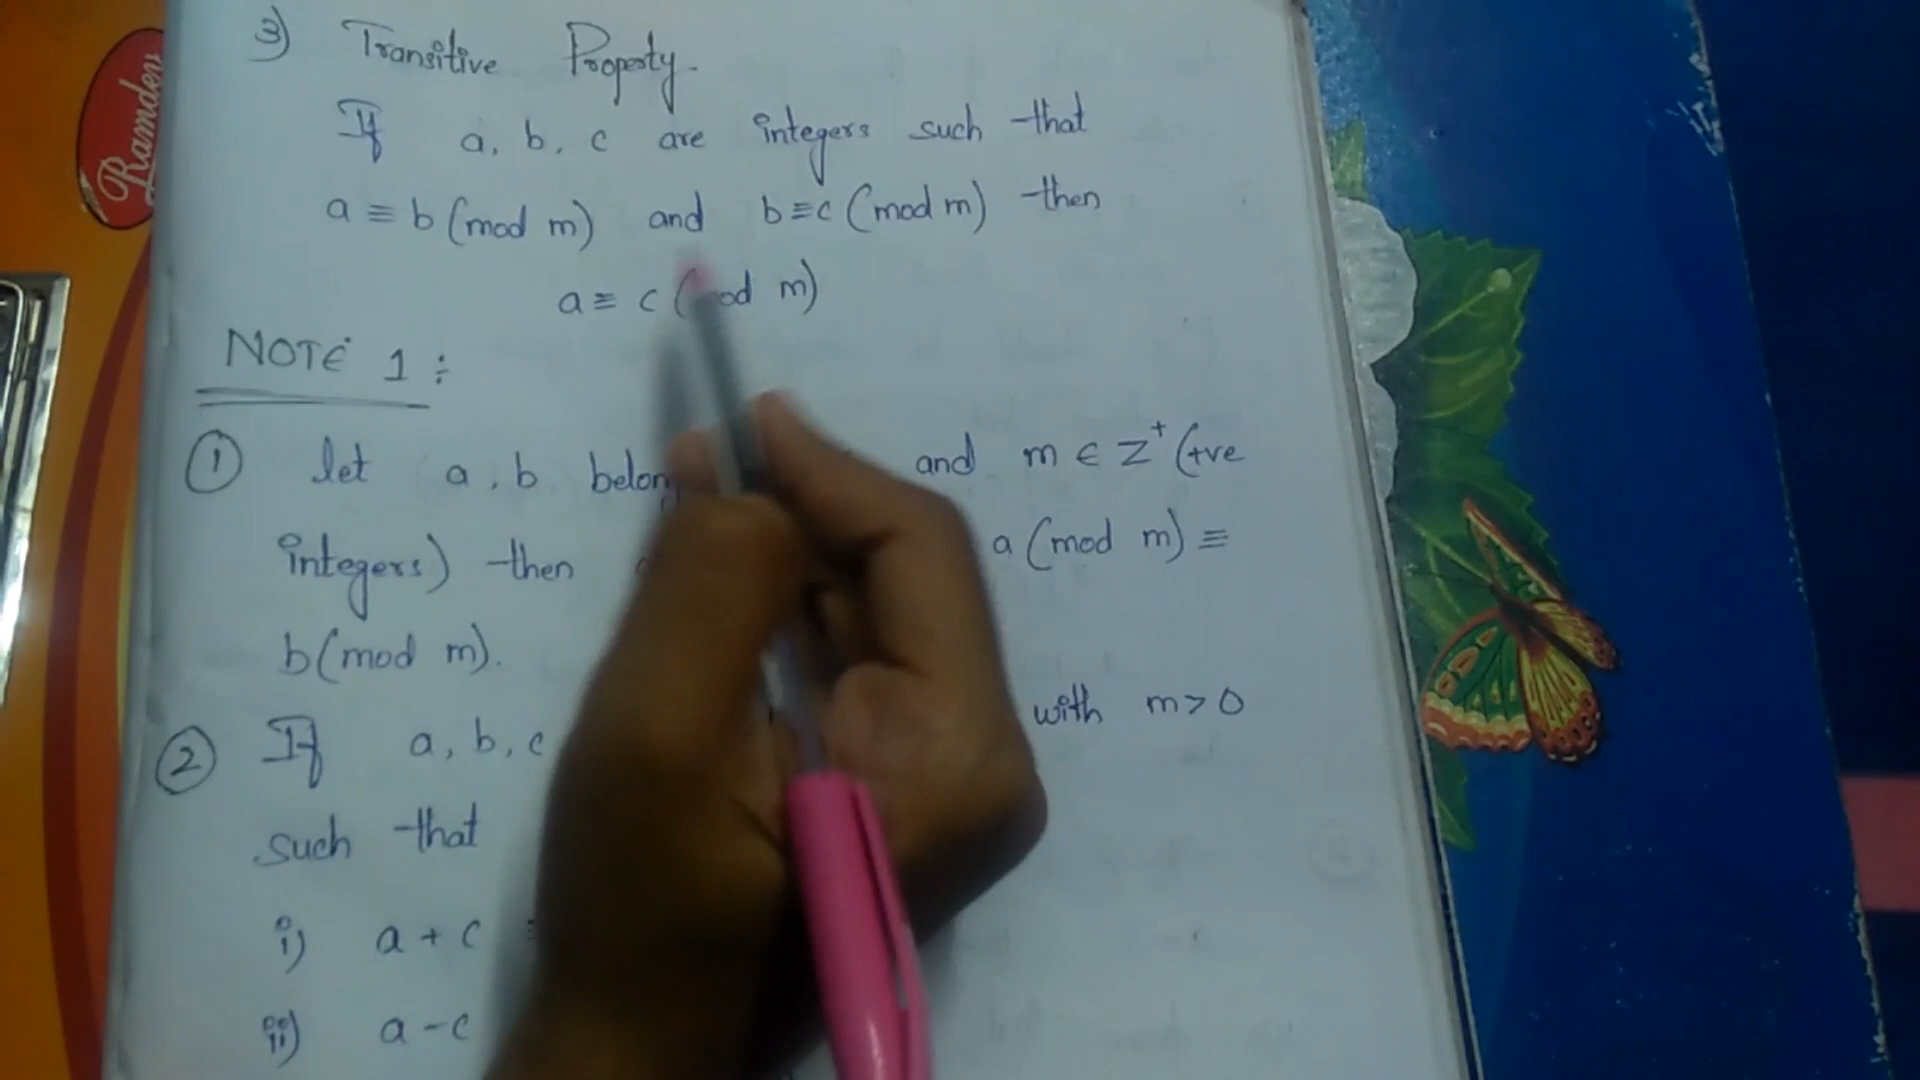 Ramdev
3) Transitive Property.
If a, b, c are integers such that
a ≡ b (mod m) and b ≡ c (mod m) then
a ≡ c (mod m)
NOTE 1 :
① let a, b and m ∈ Z⁺ (+ve
integers) then a (mod m) ≡
b (mod m).
② If a, b, c with m > 0
such that
i) a + c
ii) a - c